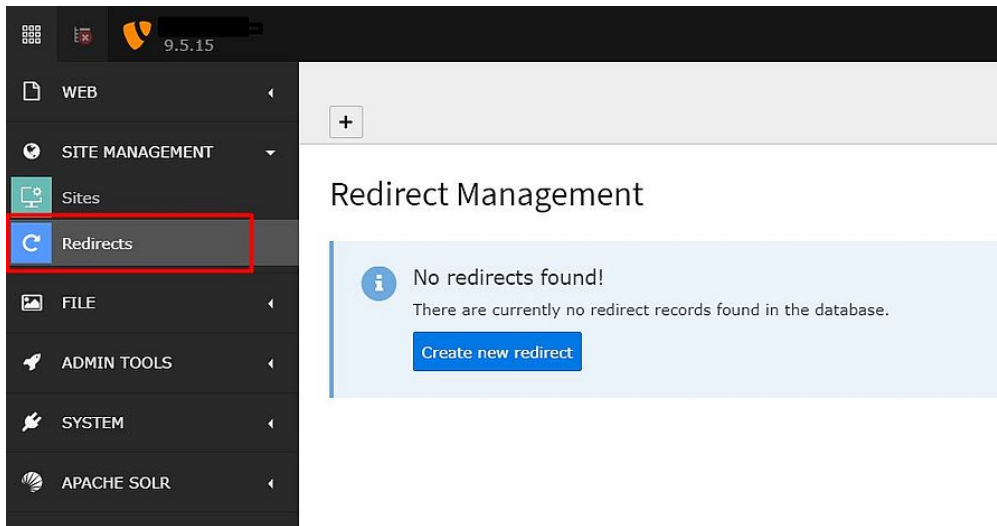 9.5.15
WEB
SITE MANAGEMENT
Sites
Redirects
FILE
ADMIN TOOLS
SYSTEM
APACHE SOLR
+
Redirect Management
No redirects found!
There are currently no redirect records found in the database.
Create new redirect